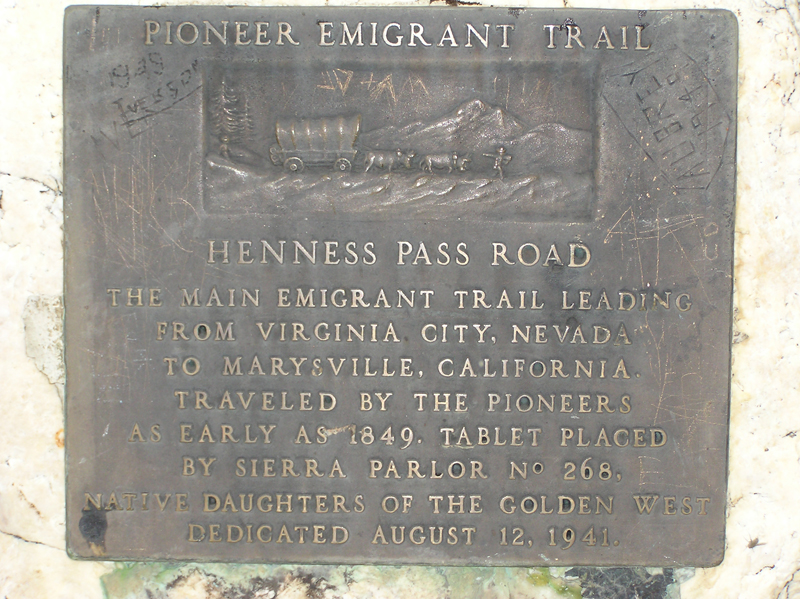 PIONEER EMIGRANT TRAIL
HENNESS PASS ROAD
THE MAIN EMIGRANT TRAIL LEADING
FROM VIRGINIA CITY, NEVADA
TO MARYSVILLE, CALIFORNIA.
TRAVELED BY THE PIONEERS
AS EARLY AS 1849. TABLET PLACED
BY SIERRA PARLOR Nº 268,
NATIVE DAUGHTERS OF THE GOLDEN WEST
DEDICATED AUGUST 12, 1941.